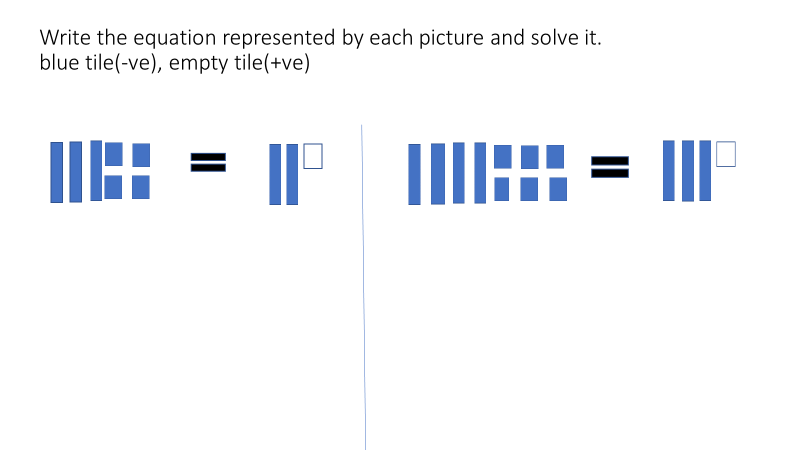 Write the equation represented by each picture and solve it.
blue tile(-ve), empty tile(+ve)